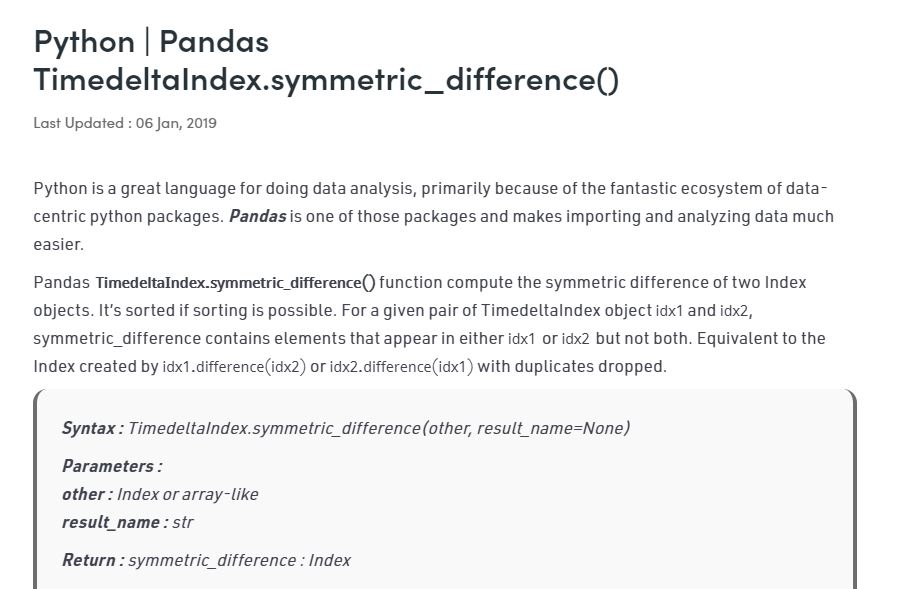 Python | Pandas
TimedeltaIndex.symmetric_difference()
Last Updated : 06 Jan, 2019
Python is a great language for doing data analysis, primarily because of the fantastic ecosystem of data-
centric python packages. Pandas is one of those packages and makes importing and analyzing data much
easier.
Pandas TimedeltaIndex.symmetric_difference() function compute the symmetric difference of two Index
objects. It's sorted if sorting is possible. For a given pair of TimedeltaIndex object idx1 and idx2,
symmetric_difference contains elements that appear in either idx1 or idx2 but not both. Equivalent to the
Index created by idx1.difference(idx2) or idx2.difference(idx1) with duplicates dropped.
Syntax : TimedeltaIndex.symmetric_difference(other, result_name=None)
Parameters :
other : Index or array-like
result_name : str
Return : symmetric_difference : Index